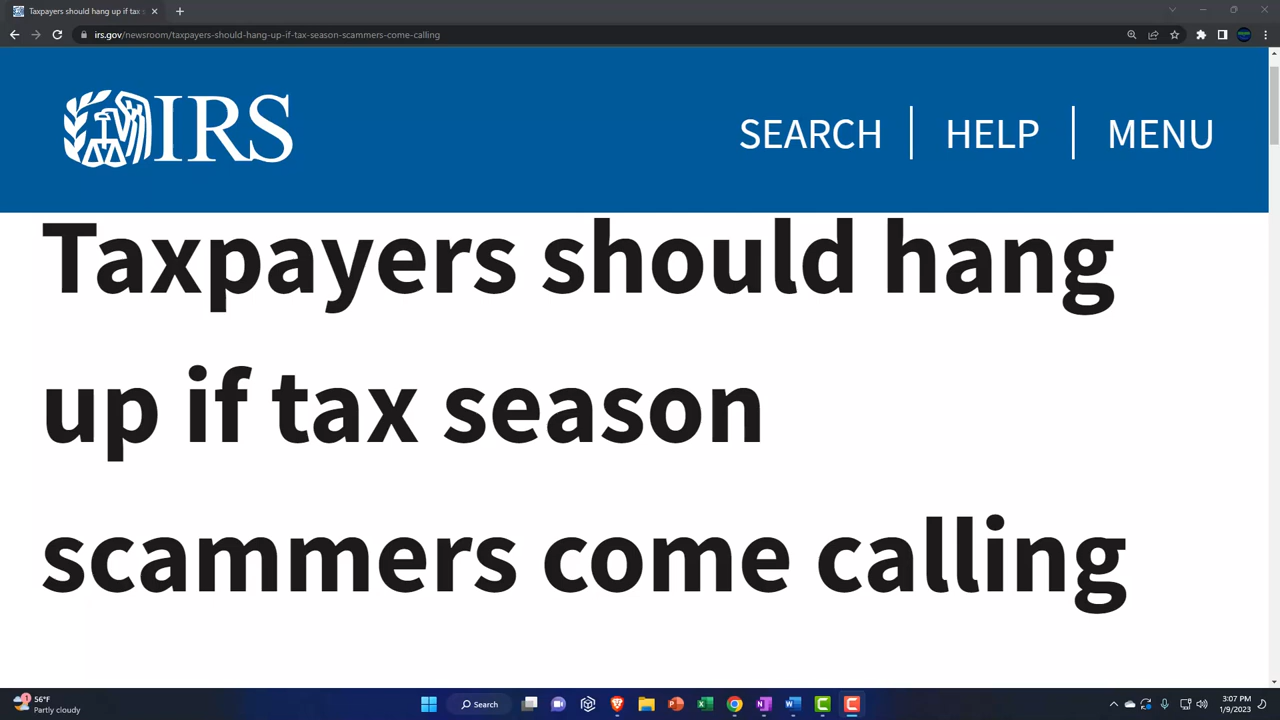 Taxpayers should hang up if tax s
irs.gov/newsroom/taxpayers-should-hang-up-if-tax-season-scammers-come-calling
IRS
SEARCH
HELP
MENU
Taxpayers should hang
up if tax season
scammers come calling
1
56°F
Partly cloudy
Search
3:07 PM
1/9/2023